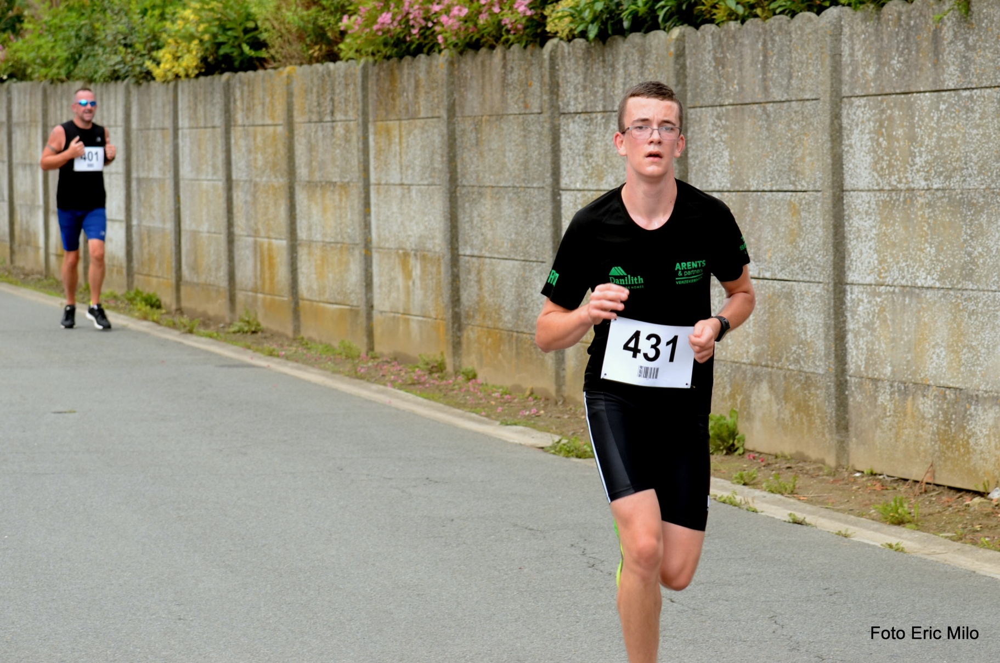 401
Danilith
ARENTS
& partners
431
Foto Eric Milo